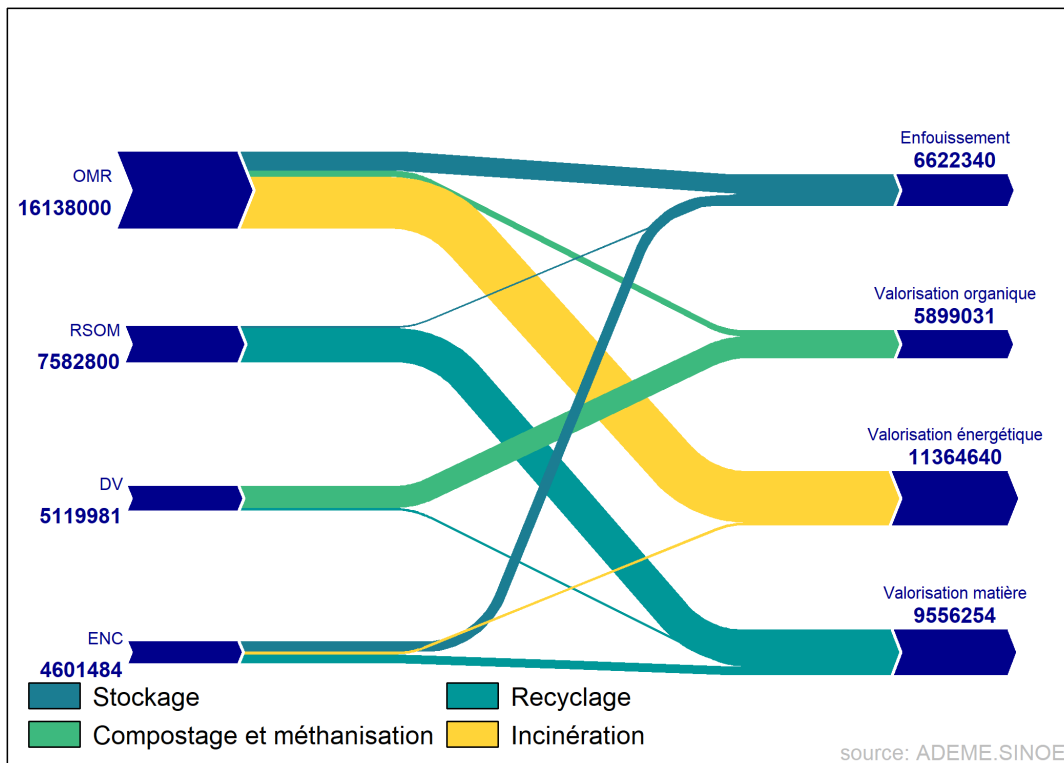 OMR
16138000
RSOM
7582800
DV
5119981
ENC
4601484
Enfouissement
6622340
Valorisation organique
5899031
Valorisation énergétique
11364640
Valorisation matière
9556254
Stockage
Recyclage
Compostage et méthanisation
Incinération
source: ADEME.SINOE